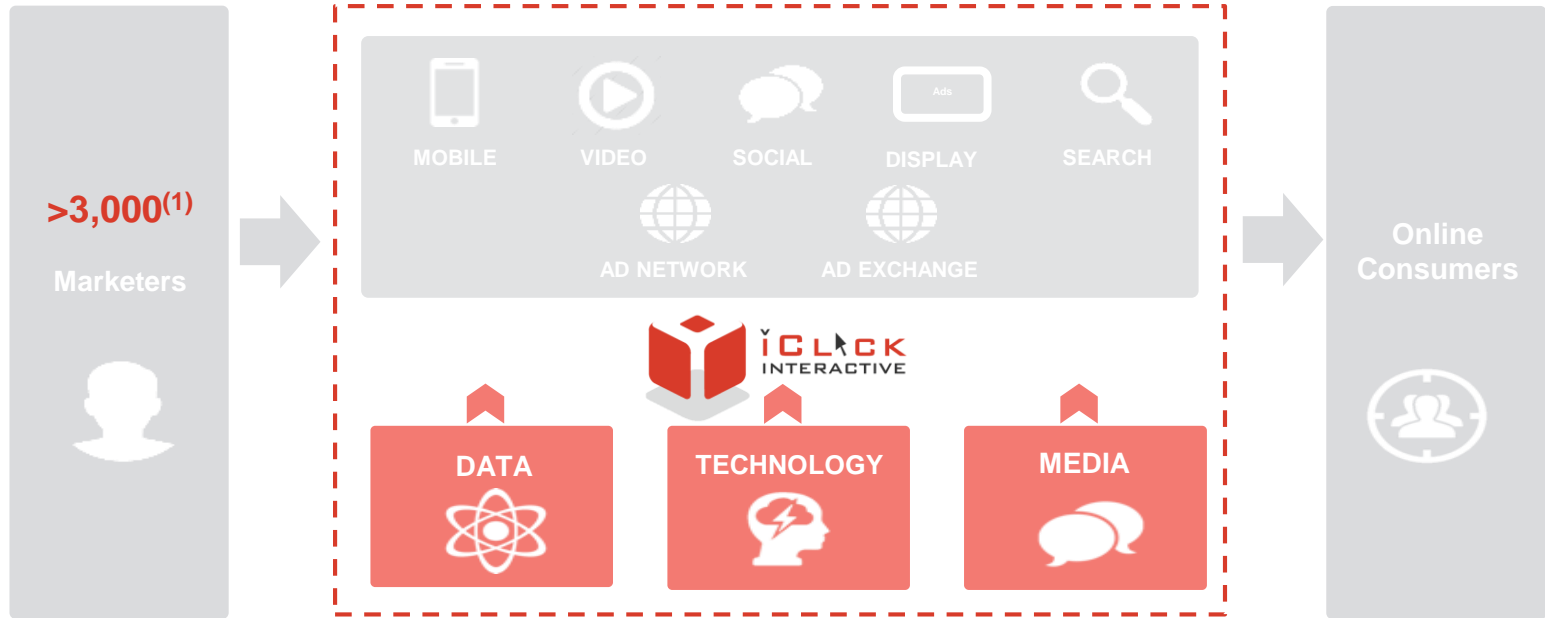 >3,000(1)
Marketers
Ads
MOBILE VIDEO SOCIAL DISPLAY SEARCH
AD NETWORK AD EXCHANGE
iCLICK
INTERACTIVE
DATA TECHNOLOGY MEDIA
Online
Consumers